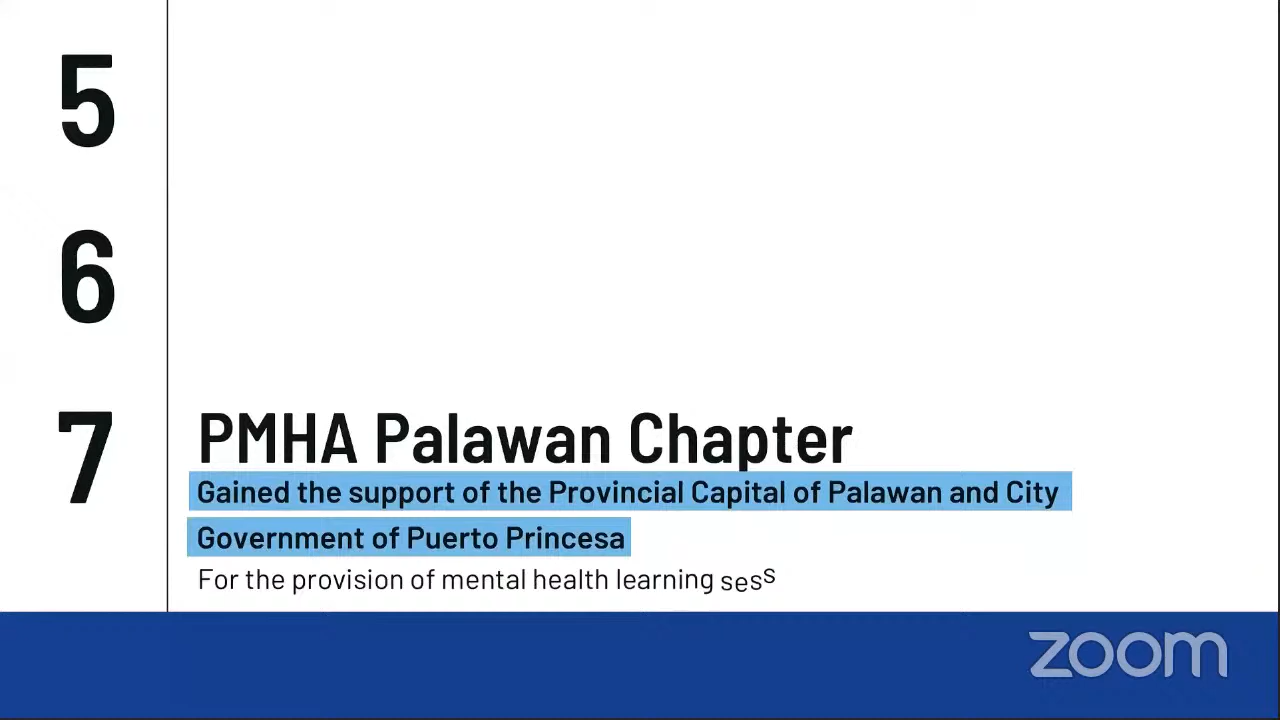 5
6
7
PMHA Palawan Chapter
Gained the support of the Provincial Capital of Palawan and City
Government of Puerto Princesa
For the provision of mental health learning sess
zoom